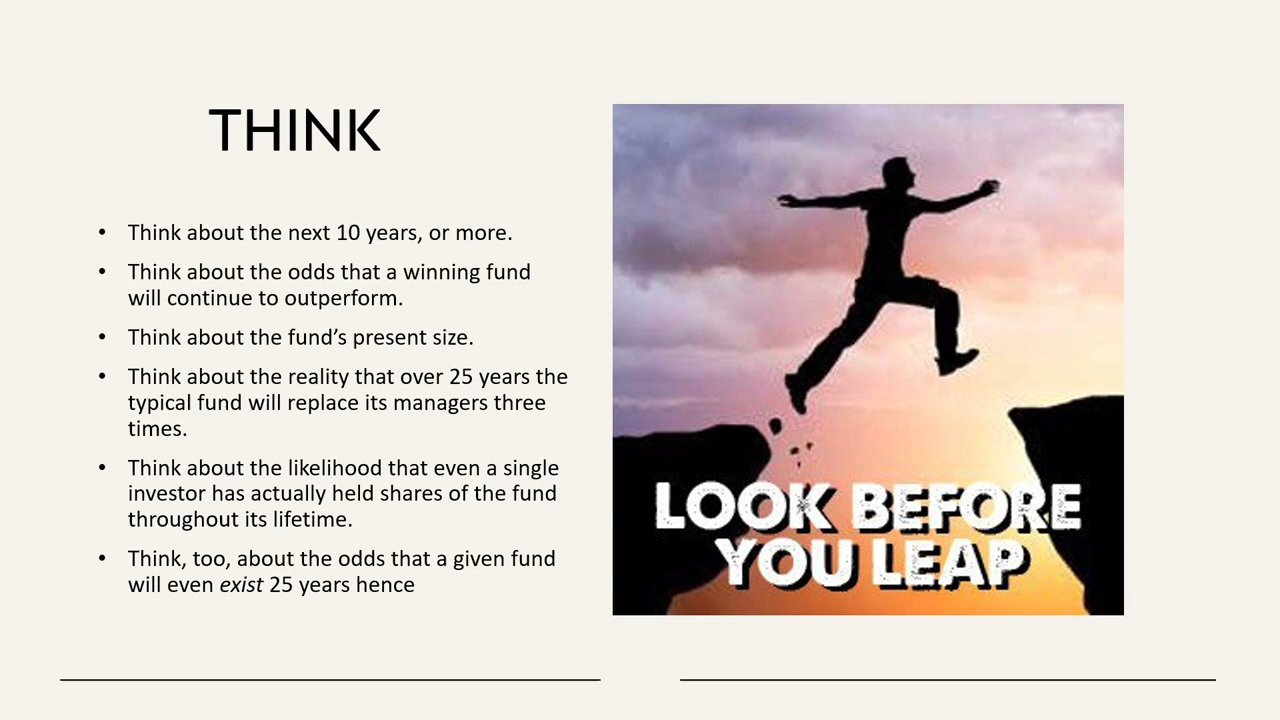 THINK
• Think about the next 10 years, or more.
• Think about the odds that a winning fund
will continue to outperform.
• Think about the fund’s present size.
• Think about the reality that over 25 years the
typical fund will replace its managers three
times.
• Think about the likelihood that even a single
investor has actually held shares of the fund
throughout its lifetime.
• Think, too, about the odds that a given fund
will even exist 25 years hence
LOOK BEFORE
YOU LEAP